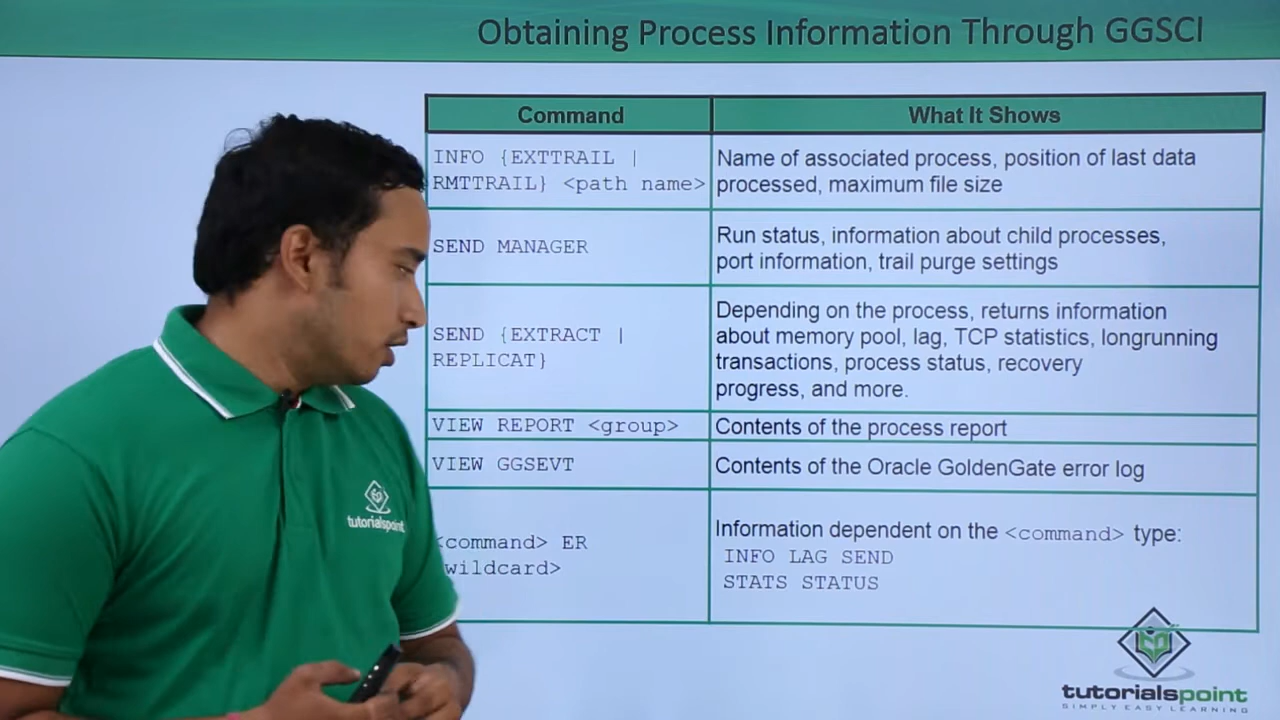 Obtaining Process Information Through GGSCI
Command
What It Shows
INFO {EXTTRAIL |
RMTTRAIL} <path name>
Name of associated process, position of last data
processed, maximum file size
SEND MANAGER
Run status, information about child processes,
port information, trail purge settings
SEND {EXTRACT |
REPLICAT}
Depending on the process, returns information
about memory pool, lag, TCP statistics, longrunning
transactions, process status, recovery
progress, and more.
VIEW REPORT <group>
Contents of the process report
VIEW GGSEVT
Contents of the Oracle GoldenGate error log
<command> ER
wildcard>
Information dependent on the <command> type:
INFO LAG SEND
STATS STATUS
tutorialspoint
tutorialspoint
SIMPLY EASY LEARNING